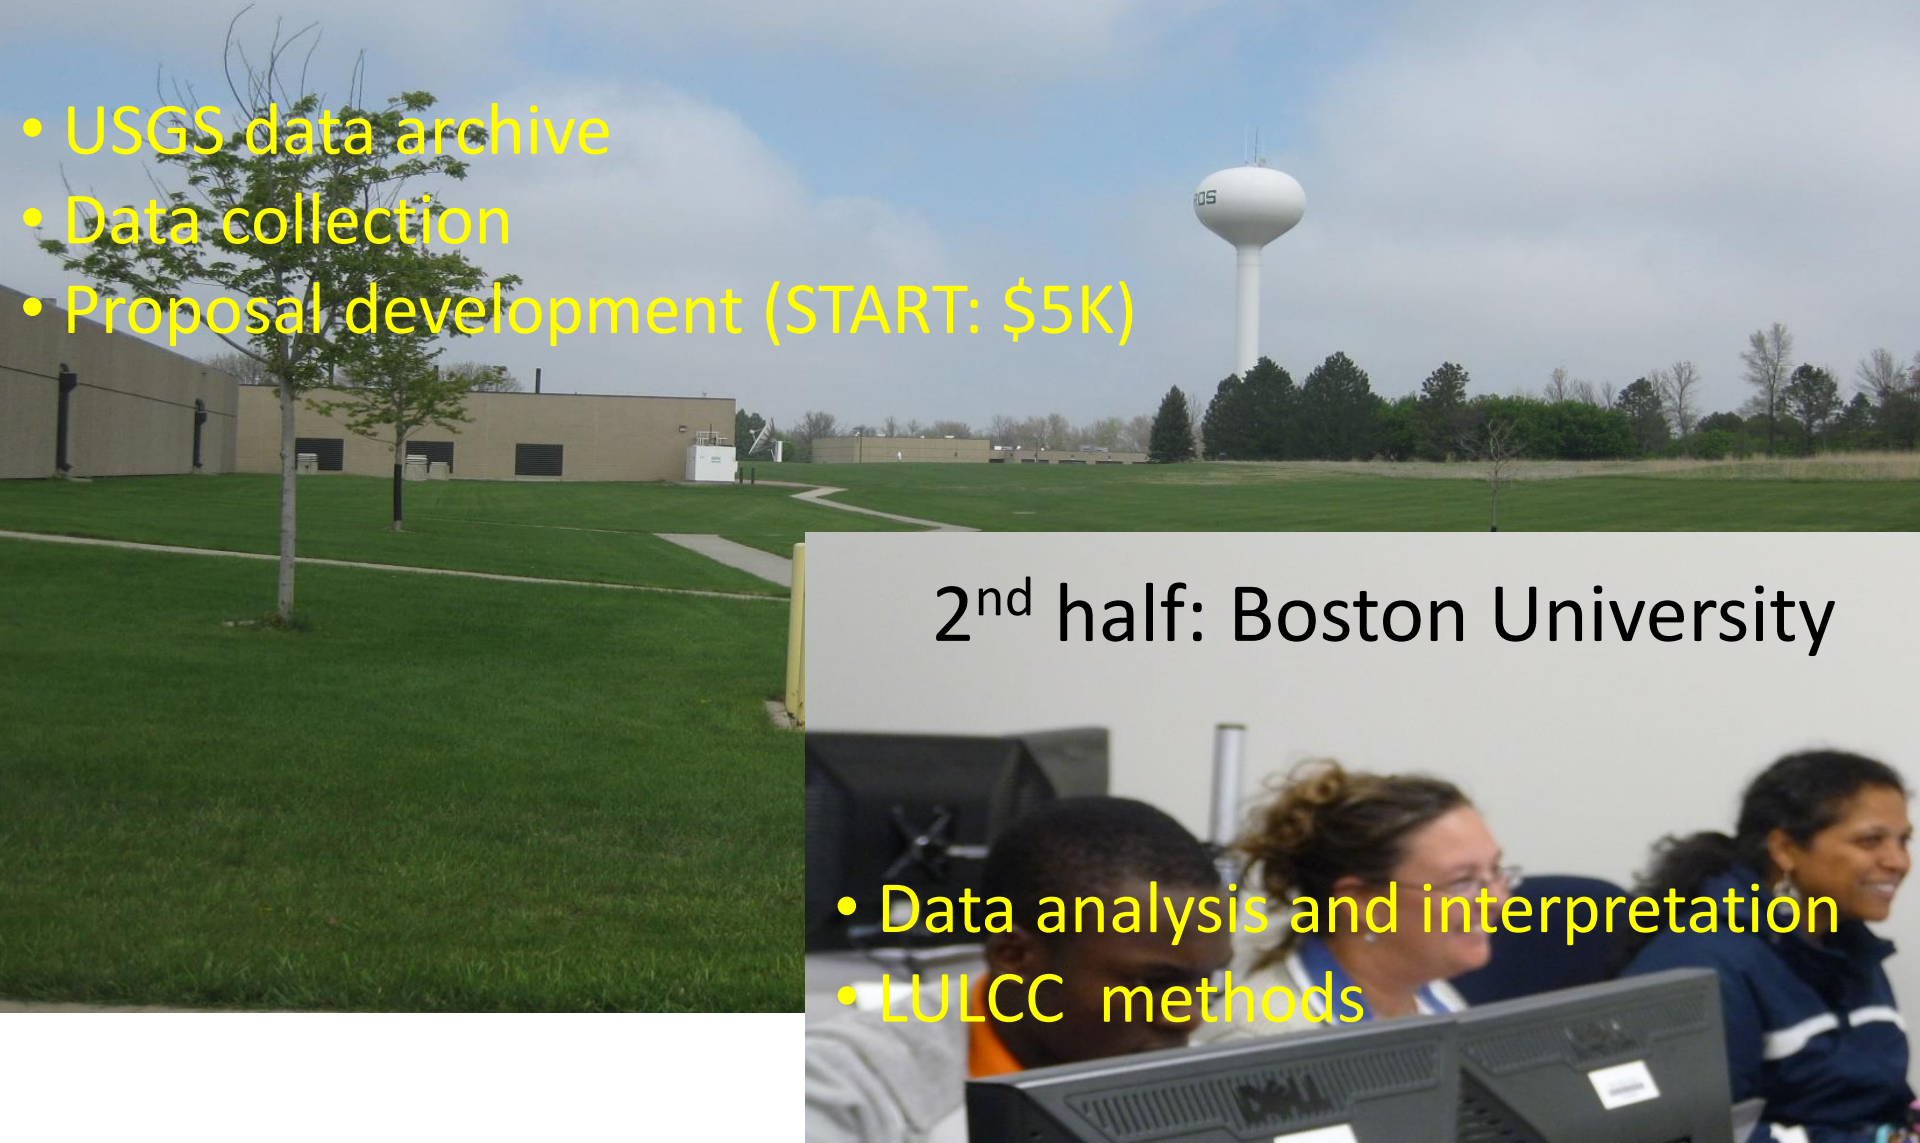 • USGS data archive
• Data collection
• Proposal development (START: $5K)
2nd half: Boston University
• Data analysis and interpretation
• LULCC methods
DELL